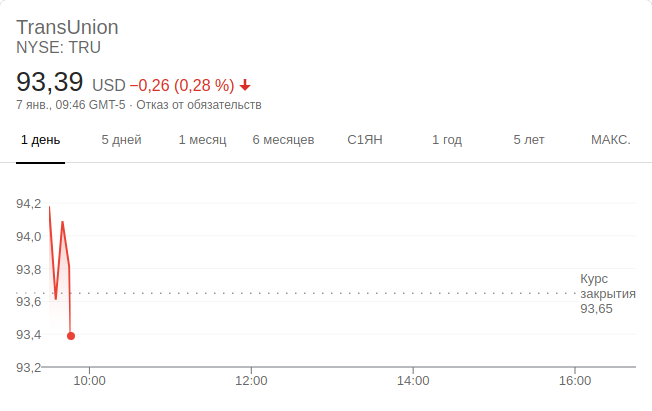 TransUnion
NYSE: TRU
93,39 USD −0,26 (0,28 %)
7 янв., 09:46 GMT-5 · Отказ от обязательств
1 день 5 дней 1 месяц 6 месяцев С1ЯН 1 год 5 лет МАКС.
94,2
94,0
93,8
93,6
93,4
93,2
Курс
закрытия
93,65
10:00 12:00 14:00 16:00